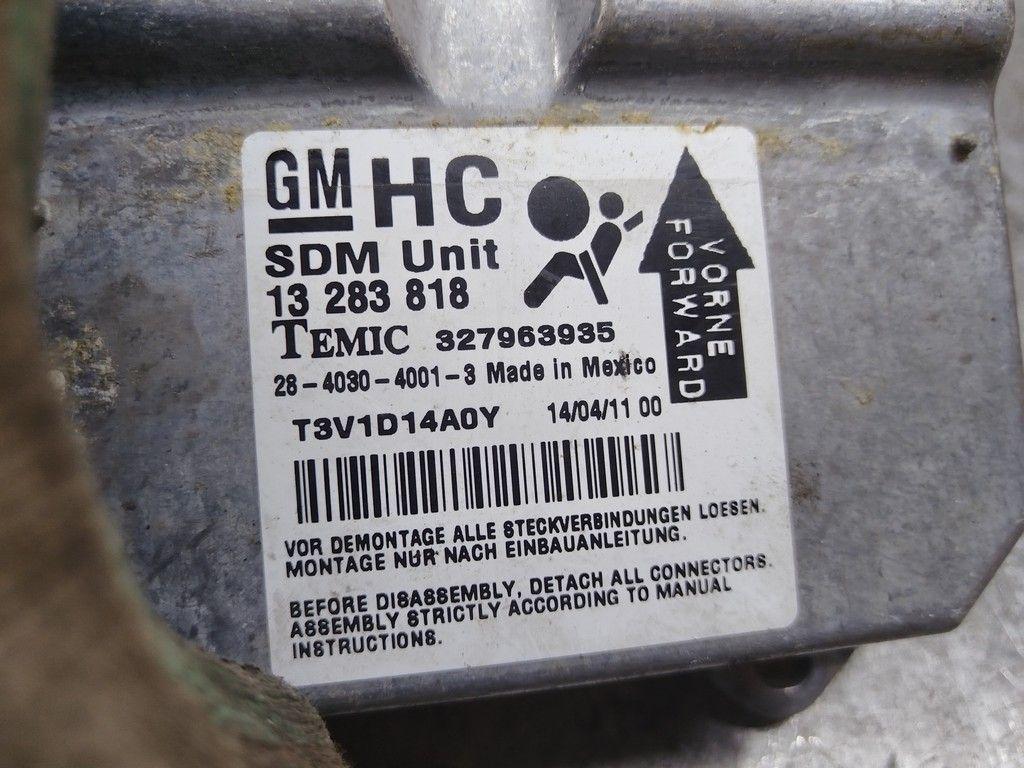 GM HC
SDM Unit
13 283 818
TEMIC 327963935
28-4030-4001-3 Made in Mexico
T3V1D14A0Y 14/04/11 00
VORNE
FORWARD
VOR DEMONTAGE ALLE STECKVERBINDUNGEN LOESEN.
MONTAGE NUR NACH EINBAUANLEITUNG.
BEFORE DISASSEMBLY, DETACH ALL CONNECTORS.
ASSEMBLY STRICTLY ACCORDING TO MANUAL
INSTRUCTIONS.